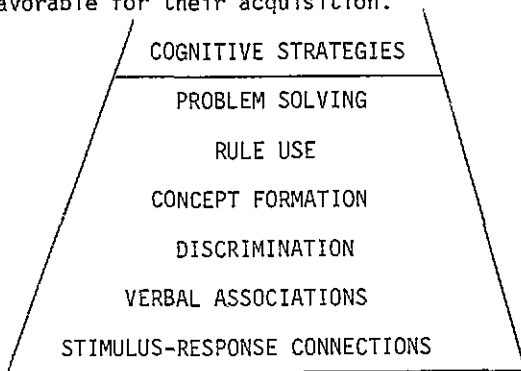 avorable for their acquisition.
COGNITIVE STRATEGIES
PROBLEM SOLVING
RULE USE
CONCEPT FORMATION
DISCRIMINATION
VERBAL ASSOCIATIONS
STIMULUS-RESPONSE CONNECTIONS